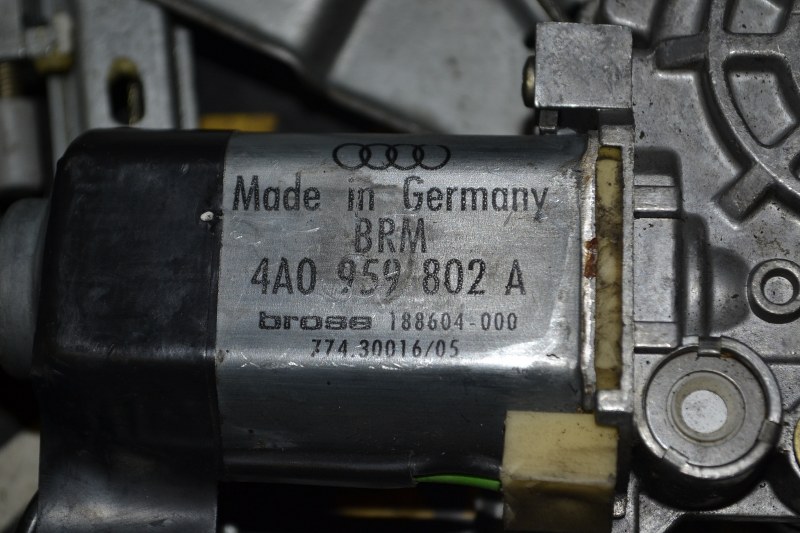 Made in Germany
BRM
4A0 959 802 A
brose 188604-000
774.30016/05